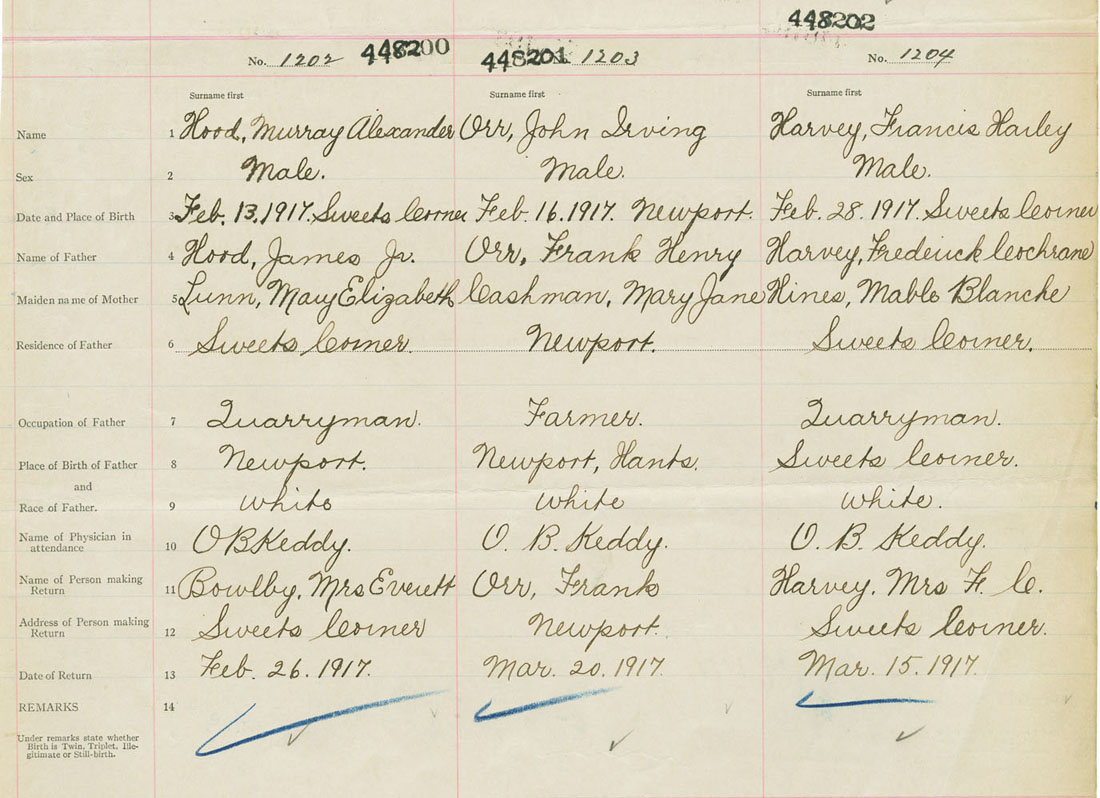 448202
No. 1202 448200 448201 No. 1203 No. 1204
Surname first Surname first Surname first
Name 1 Hood, Murray Alexander Orr, John Irving Harvey, Francis Harley
Sex 2 Male. Male. Male.
Date and Place of Birth 3 Feb. 13. 1917. Sweets Corner Feb. 16. 1917. Newport. Feb. 28. 1917. Sweets Corner
Name of Father 4 Hood, James Jr. Orr, Frank Henry Harvey, Frederick Cochrane
Maiden name of Mother 5 Lunn, Mary Elizabeth Cashman, Mary Jane Hines, Mable Blanche
Residence of Father 6 Sweets Corner. Newport. Sweets Corner.
Occupation of Father 7 Quarryman. Farmer. Quarryman.
Place of Birth of Father 8 Newport. Newport, Hants. Sweets Corner.
and
Race of Father. 9 white white white.
Name of Physician in
attendance 10 O B Keddy. O. B. Keddy. O. B. Keddy.
Name of Person making
Return 11 Bowlby, Mrs Everett Orr, Frank Harvey. Mrs F. C.
Address of Person making
Return 12 Sweets Corner Newport. Sweets Corner.
Date of Return 13 Feb. 26. 1917. Mar. 20. 1917. Mar. 15. 1917.
REMARKS 14
Under remarks state whether
Birth is Twin, Triplet, Ille-
gitimate or Still-birth.